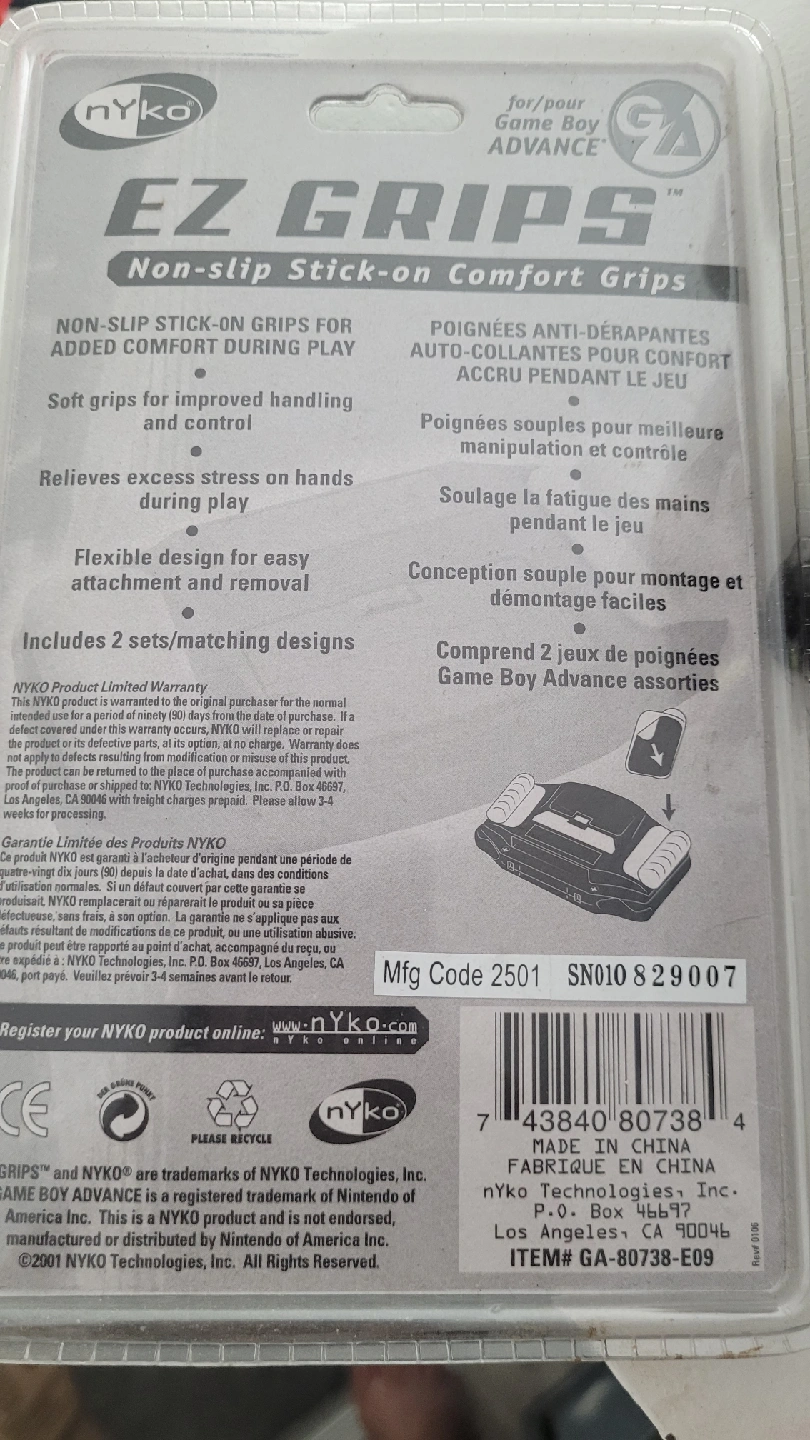 nYko®
for/pour
Game Boy
ADVANCE™
GA
EZ GRIPS™
Non-slip Stick-on Comfort Grips
NON-SLIP STICK-ON GRIPS FOR
ADDED COMFORT DURING PLAY
•
Soft grips for improved handling
and control
•
Relieves excess stress on hands
during play
•
Flexible design for easy
attachment and removal
•
Includes 2 sets/matching designs
POIGNÉES ANTI-DÉRAPANTES
AUTO-COLLANTES POUR CONFORT
ACCRU PENDANT LE JEU
•
Poignées souples pour meilleure
manipulation et contrôle
•
Soulage la fatigue des mains
pendant le jeu
•
Conception souple pour montage et
démontage faciles
•
Comprend 2 jeux de poignées
Game Boy Advance assorties
NYKO Product Limited Warranty
This NYKO product is warranted to the original purchaser for the normal
intended use for a period of ninety (90) days from the date of purchase. If a
defect covered under this warranty occurs, NYKO will replace or repair
the product or its defective parts, at its option, at no charge. Warranty does
not apply to defects resulting from modification or misuse of this product.
The product can be returned to the place of purchase accompanied with
proof of purchase or shipped to: NYKO Technologies, Inc. P.O. Box 46697,
Los Angeles, CA 90046 with freight charges prepaid. Please allow 3-4
weeks for processing.
Garantie Limitée des Produits NYKO
Ce produit NYKO est garanti à l'acheteur d'origine pendant une période de
quatre-vingt dix jours (90) depuis la date d'achat, dans des conditions
d'utilisation normales. Si un défaut couvert par cette garantie se
produisait, NYKO remplacerait ou réparerait le produit ou sa pièce
défectueuse, sans frais, à son option. La garantie ne s'applique pas aux
éfauts résultant de modifications de ce produit, ou une utilisation abusive.
e produit peut être rapporté au point d'achat, accompagné du reçu, ou
re expédié à : NYKO Technologies, Inc. P.O. Box 46697, Los Angeles, CA
046, port payé. Veuillez prévoir 3-4 semaines avant le retour.
Mfg Code 2501 SN010829007
Register your NYKO product online: www.nYko.com
nYko online
CE
DER GRÜNE PUNKT
PLEASE RECYCLE
nYko®
GRIPS™ and NYKO® are trademarks of NYKO Technologies, Inc.
GAME BOY ADVANCE is a registered trademark of Nintendo of
America Inc. This is a NYKO product and is not endorsed,
manufactured or distributed by Nintendo of America Inc.
©2001 NYKO Technologies, Inc. All Rights Reserved.
7 43840 80738 4
MADE IN CHINA
FABRIQUE EN CHINA
nYko Technologies, Inc.
P.O. Box 46697
Los Angeles, CA 90046
ITEM# GA-80738-E09